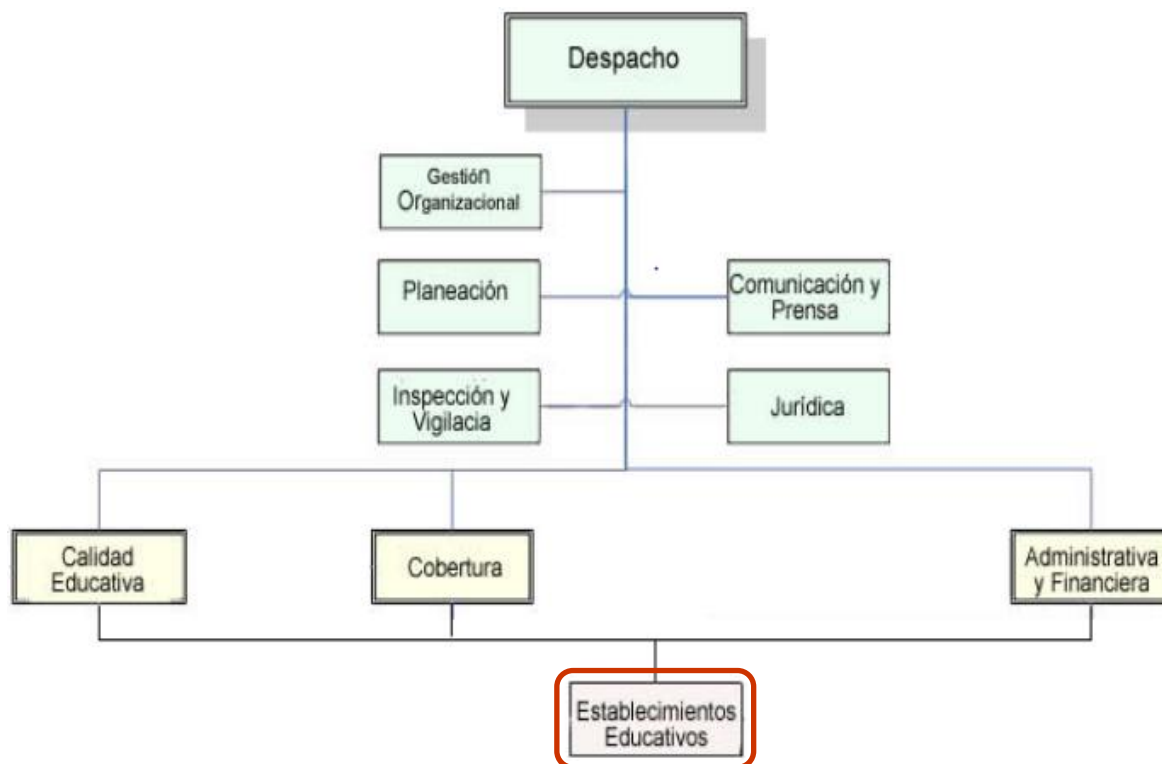 Despacho
Gestión
Organizacional
Planeación
Comunicación y
Prensa
Inspección y
Vigilacia
Jurídica
Calidad
Educativa
Cobertura
Administrativa
y Financiera
Establecimientos
Educativos